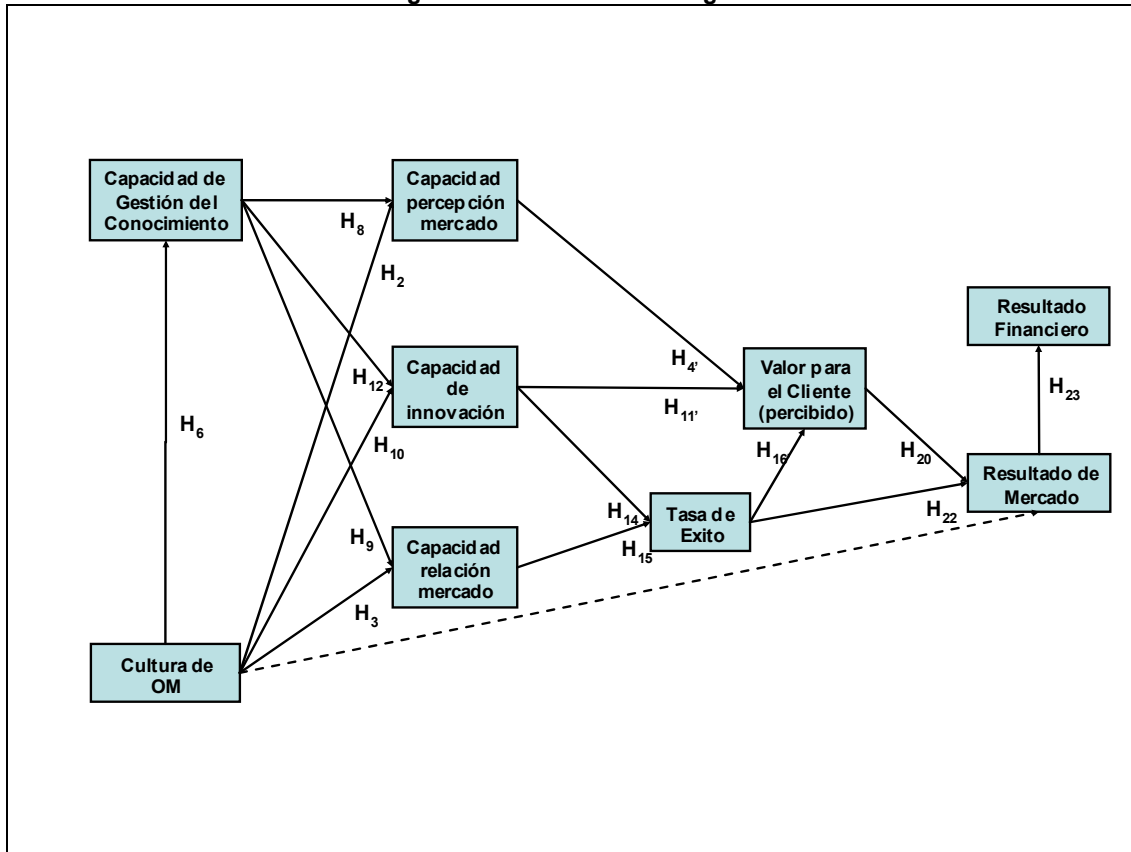 Capacidad de
Gestión del
Conocimiento
Capacidad
percepción
mercado
H8
H2
Resultado
Financiero
H4'
Valor para
el Cliente
(percibido)
H12
Capacidad
de
innovación
H11'
H23
H6
H10
H16
H20
Resultado de
Mercado
H14
Tasa de
Exito
H22
H9
Capacidad
relación
mercado
H15
H3
Cultura de
OM